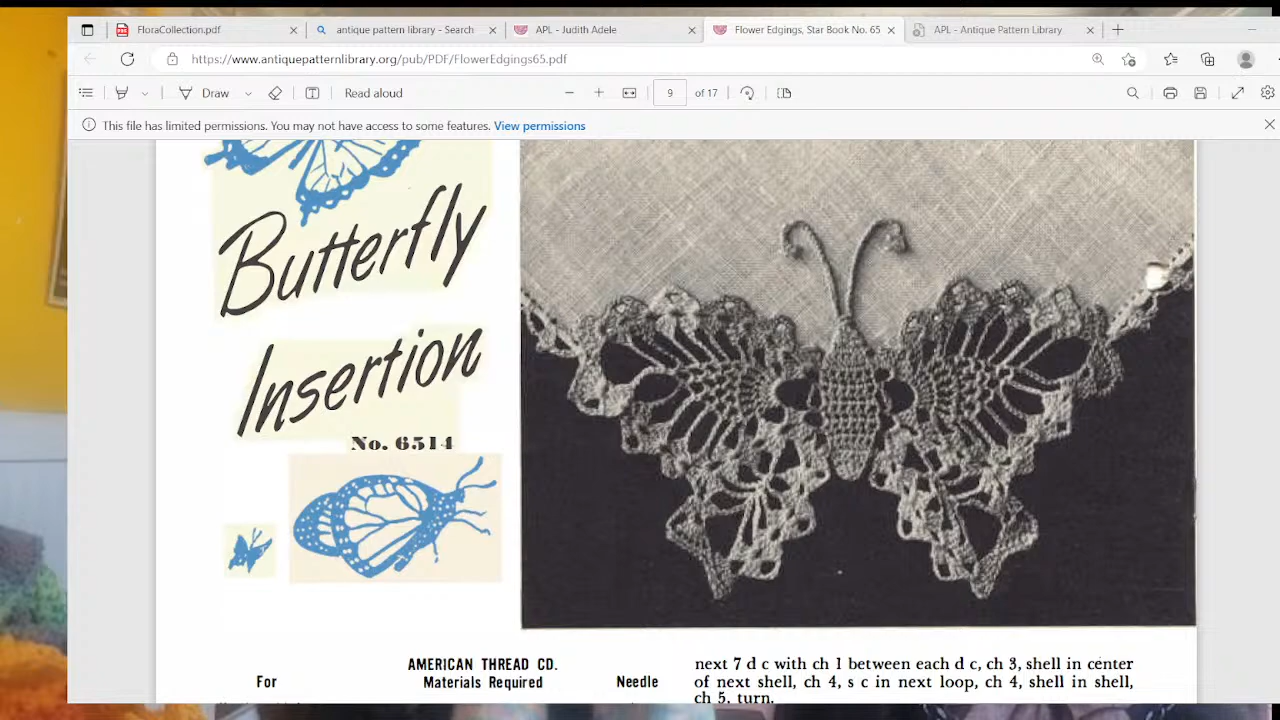 FloraCollection.pdf
antique pattern library - Search
APL - Judith Adele
Flower Edgings, Star Book No. 65
APL - Antique Pattern Library
https://www.antiquepatternlibrary.org/pub/PDF/FlowerEdgings65.pdf
Draw
Read aloud
9 of 17
This file has limited permissions. You may not have access to some features. View permissions
Butterfly
Insertion
No. 6514
AMERICAN THREAD CO.
For Materials Required Needle
next 7 d c with ch 1 between each d c, ch 3, shell in center
of next shell, ch 4, s c in next loop, ch 4, shell in shell,
ch 5, turn.